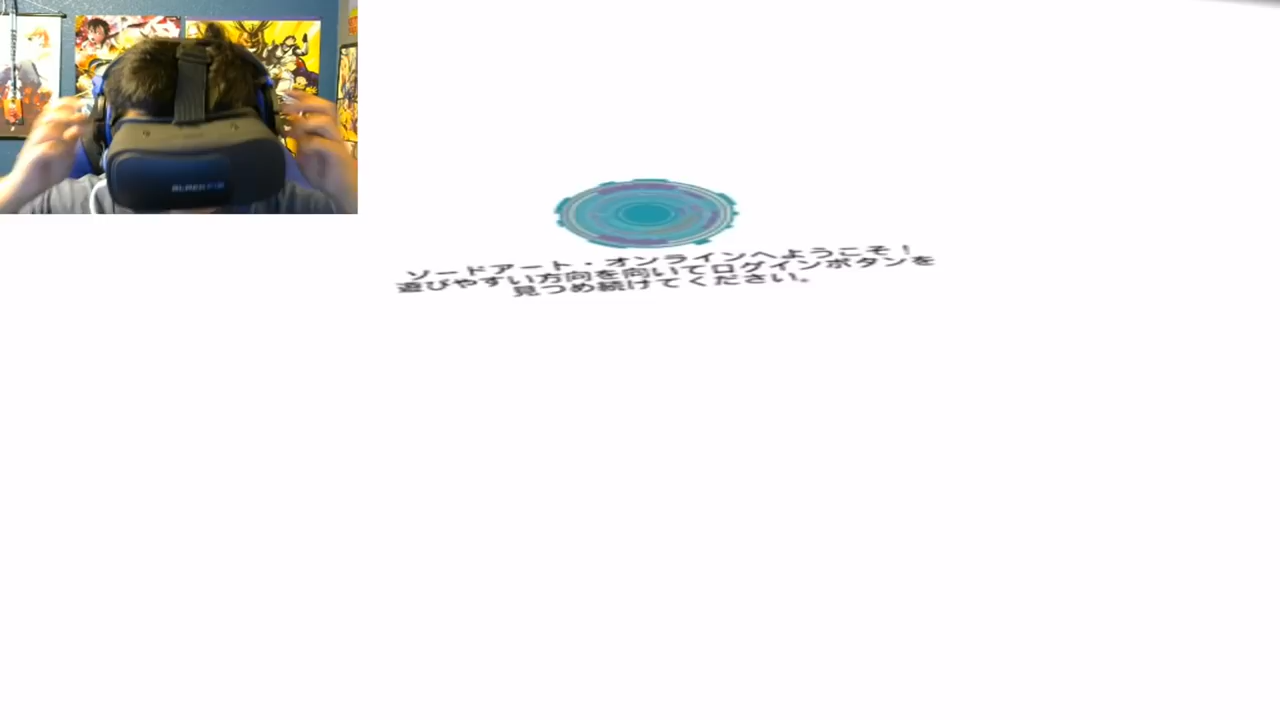 ソードアート・オンラインへようこそ！
遊びやすい方向を向いてログインボタンを
見つめ続けてください。